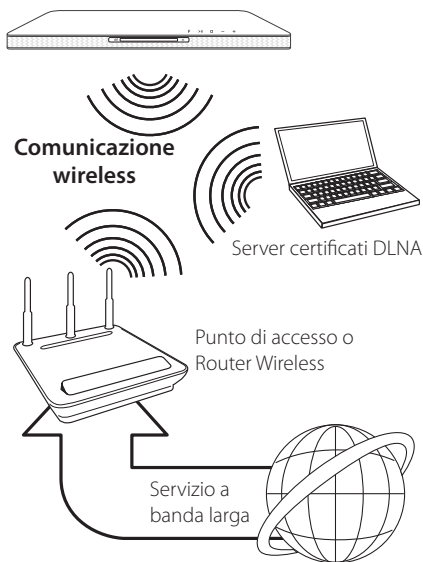 Comunicazione
wireless
Server certificati DLNA
Punto di accesso o
Router Wireless
Servizio a
banda larga